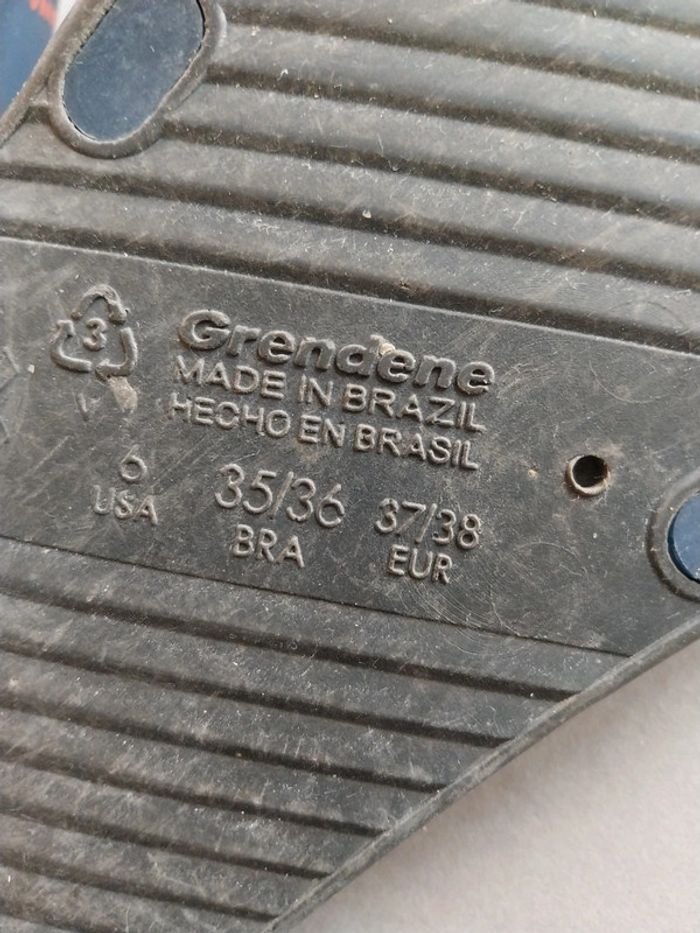 Grendene
MADE IN BRAZIL
HECHO EN BRASIL
3
V
6 35/36 37/38
USA BRA EUR